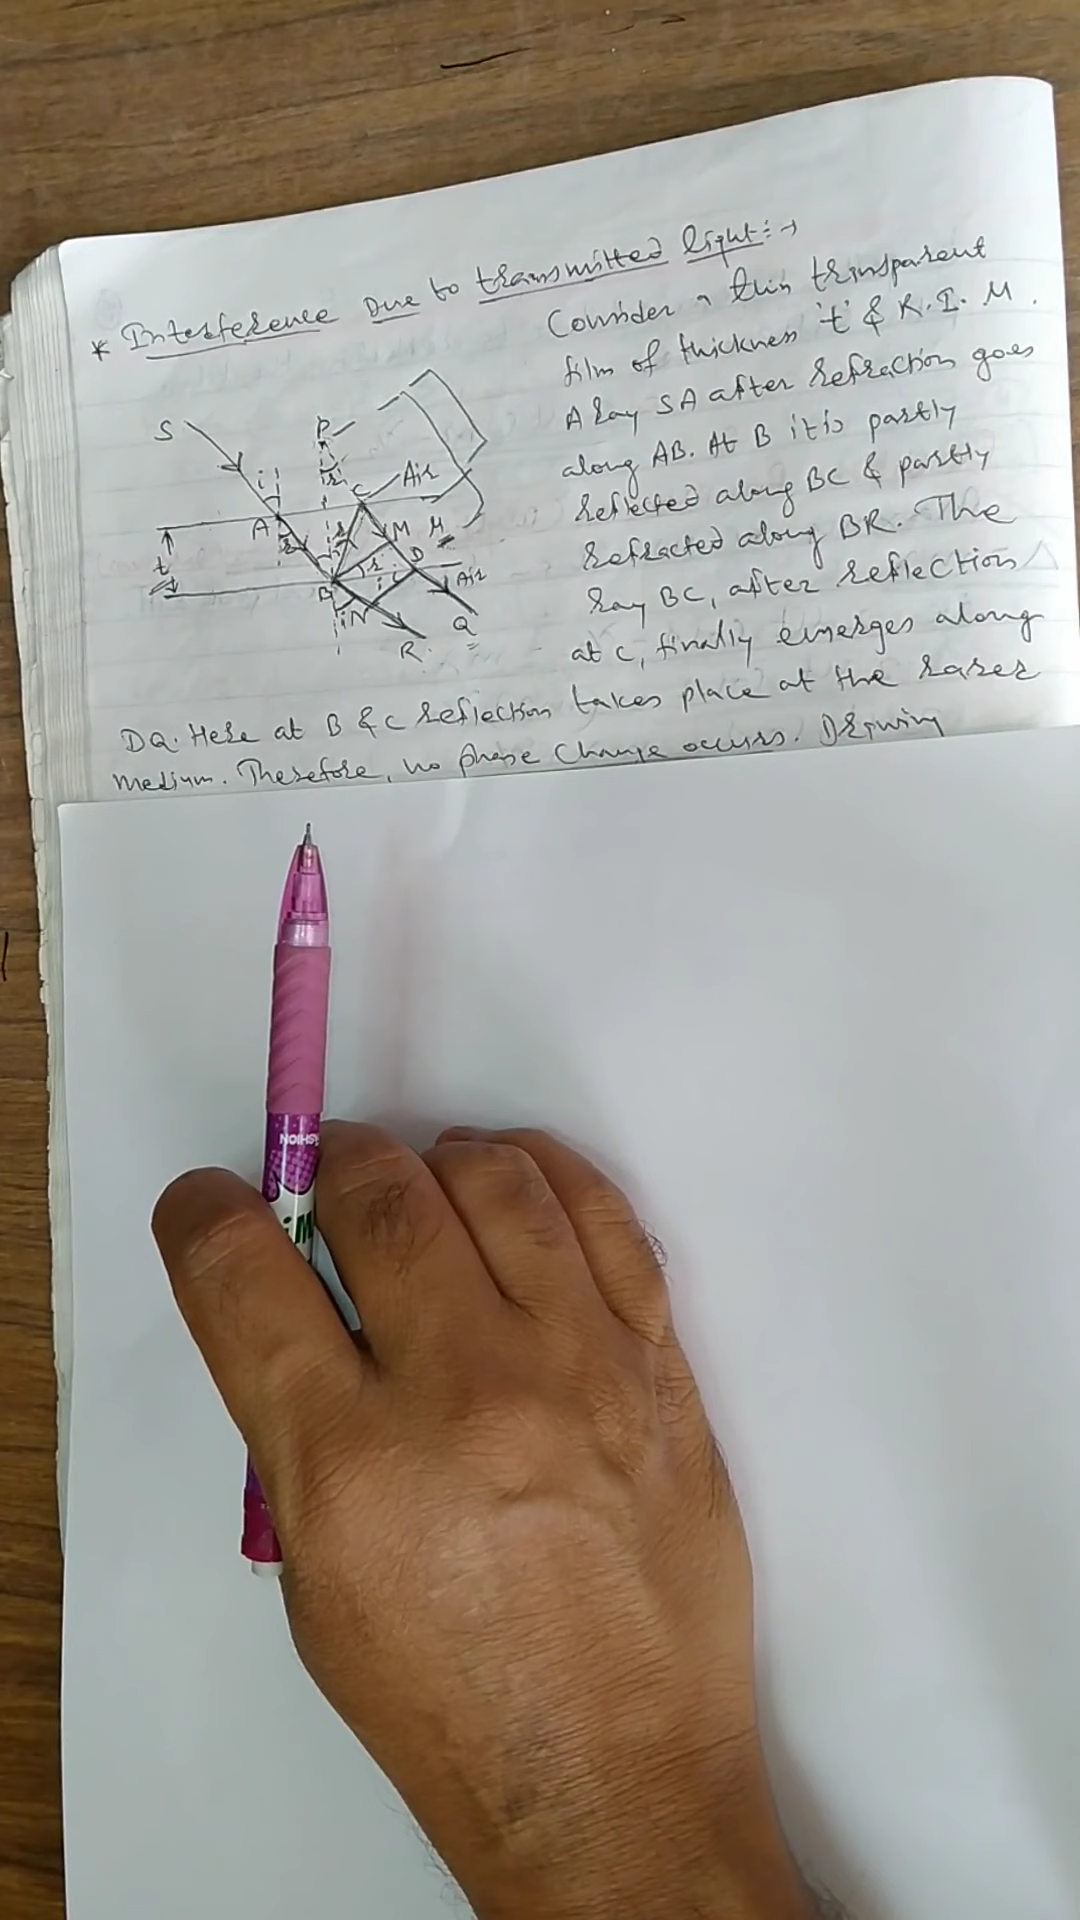 * Interference Due to transmitted light :→
Consider a thin transparent
film of thickness 't' & R.I. M.
A ray SA after refraction goes
along AB. At B it is partly
reflected along BC & partly
refracted along BR. The
ray BC, after reflection
at C, finally emerges along
DQ. Here at B & C reflection takes place at the rarer
medium. Therefore, no phase change occurs. Drawing
S
P
i
r
C
Air
A
r
r
M
μ
t
D
r
B
i
Air
i
N
Q
R